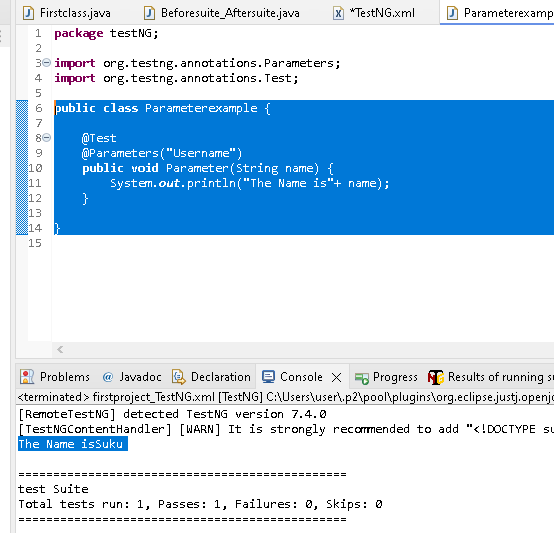 Firstclass.java Beforesuite_Aftersuite.java *TestNG.xml Parameterexamp
1 package testNG;
2
3 import org.testng.annotations.Parameters;
4 import org.testng.annotations.Test;
5
6 public class Parameterexample {
7
8 @Test
9 @Parameters("Username")
10 public void Parameter(String name) {
11 System.out.println("The Name is"+ name);
12 }
13
14 }
15
Problems @ Javadoc Declaration Console Progress Results of running su
<terminated> firstproject_TestNG.xml [TestNG] C:\Users\user\.p2\pool\plugins\org.eclipse.justj.openjd
[RemoteTestNG] detected TestNG version 7.4.0
[TestNGContentHandler] [WARN] It is strongly recommended to add "<!DOCTYPE su
The Name isSuku
===============================================
test Suite
Total tests run: 1, Passes: 1, Failures: 0, Skips: 0
===============================================